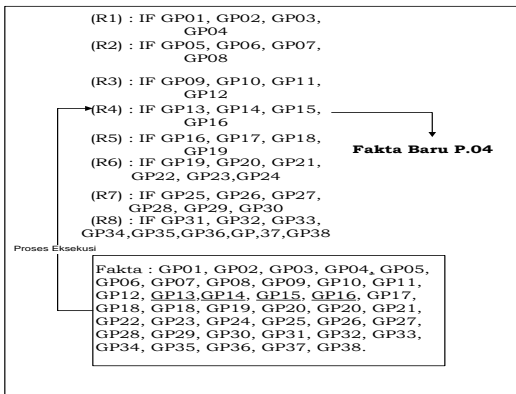 (R1) : IF GP01, GP02, GP03,
GP04
(R2) : IF GP05, GP06, GP07,
GP08
(R3) : IF GP09, GP10, GP11,
GP12
(R4) : IF GP13, GP14, GP15,
GP16
(R5) : IF GP16, GP17, GP18,
GP19
(R6) : IF GP19, GP20, GP21,
GP22, GP23,GP24
(R7) : IF GP25, GP26, GP27,
GP28, GP29, GP30
(R8) : IF GP31, GP32, GP33,
GP34,GP35,GP36,GP,37,GP38
Fakta Baru P.04
Proses Eksekusi
Fakta : GP01, GP02, GP03, GP04, GP05,
GP06, GP07, GP08, GP09, GP10, GP11,
GP12, GP13,GP14, GP15, GP16, GP17,
GP18, GP18, GP19, GP20, GP20, GP21,
GP22, GP23, GP24, GP25, GP26, GP27,
GP28, GP29, GP30, GP31, GP32, GP33,
GP34, GP35, GP36, GP37, GP38.